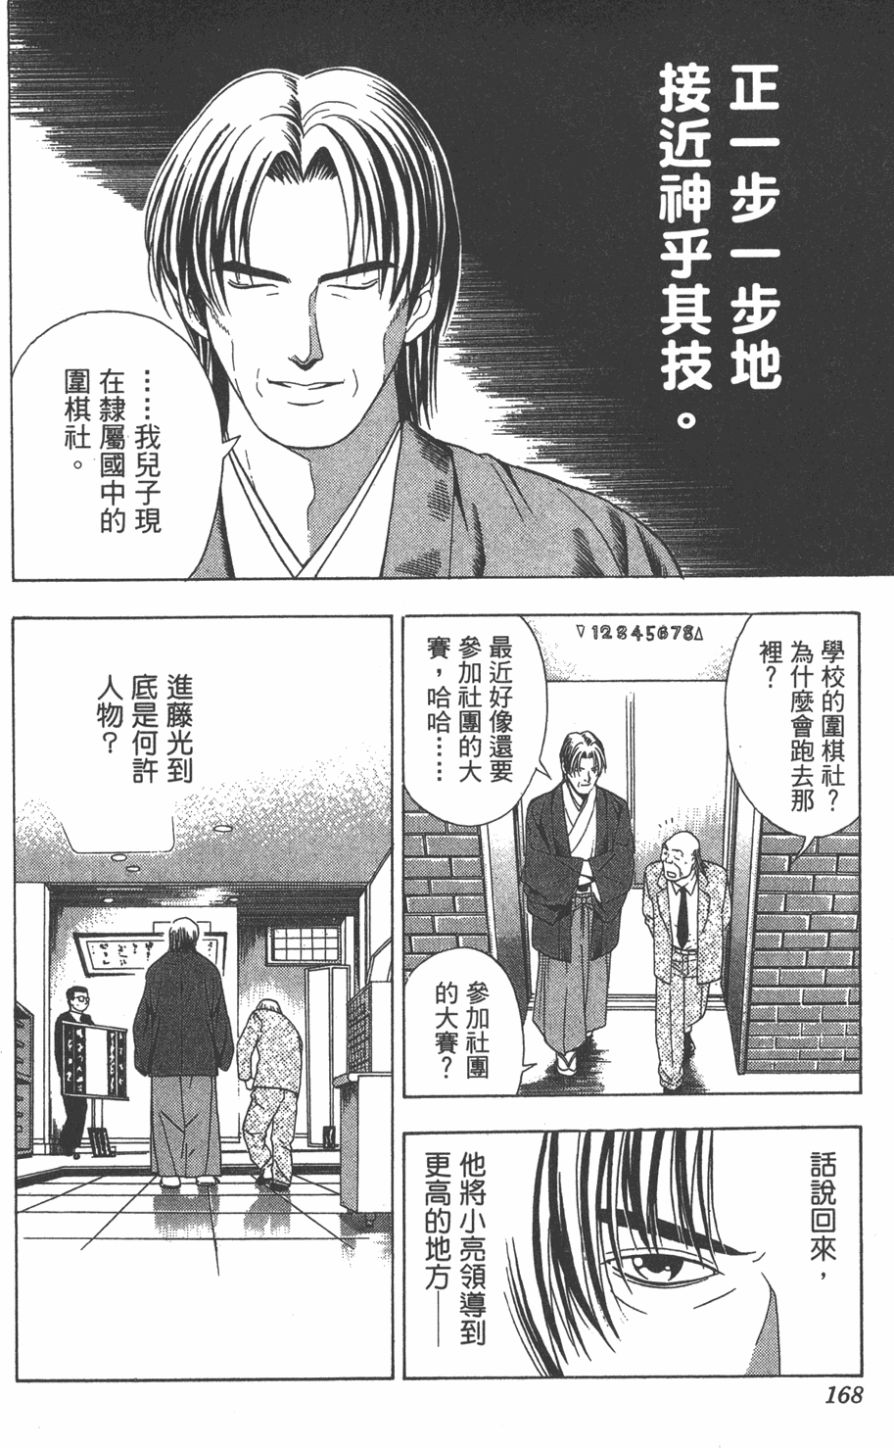 正一步一步地
接近神乎其技。
……我兒子現
在隸屬國中的
圍棋社。
學校的圍棋社？
為什麼會跑去那
裡？
▽12345678△
最近好像還要
參加社團的大
賽，哈哈……
參加社團
的大賽？
話說回來，
他將小亮領導到
更高的地方——
進藤光到
底是何許
人物？
168